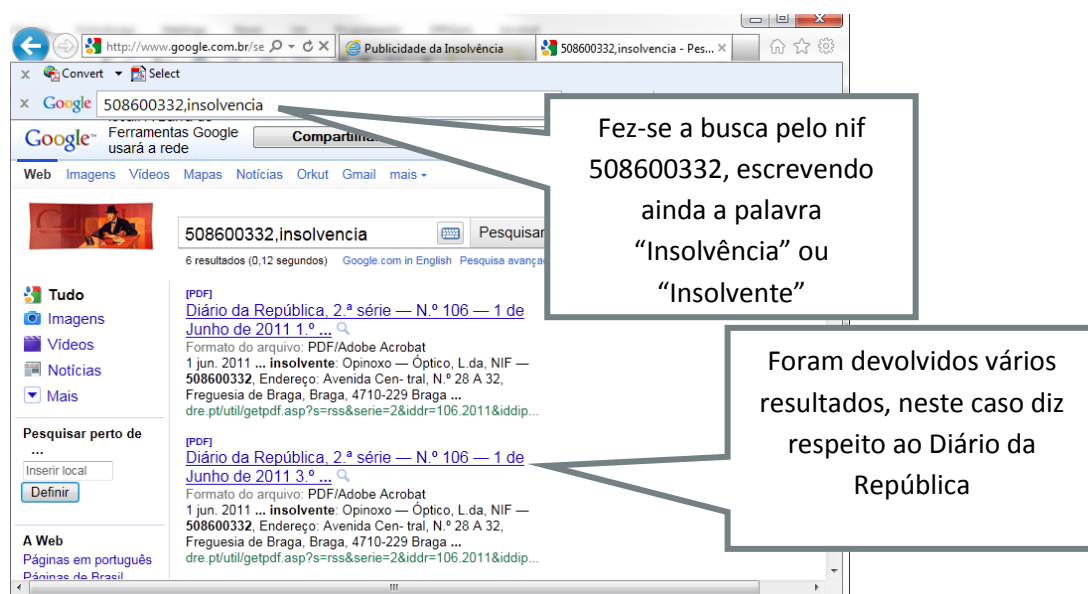 http://www.google.com.br/se
Publicidade da Insolvência
508600332,insolvencia - Pes...
x Convert Select
x Google 508600332,insolvencia
Google Ferramentas Google
usará a rede
Web Imagens Vídeos Mapas Notícias Orkut Gmail mais
508600332,insolvencia
Pesquisar
6 resultados (0,12 segundos) Google.com in English
Tudo
Imagens
Vídeos
Notícias
Mais
Pesquisar perto de
...
Inserir local
Definir
A Web
Páginas em português
Páginas de Brasil
[PDF]
Diário da República, 2.ª série — N.º 106 — 1 de
Junho de 2011 1.º ...
Formato do arquivo: PDF/Adobe Acrobat
1 jun. 2011 ... insolvente: Opinoxo — Óptico, L.da, NIF —
508600332, Endereço: Avenida Cen- tral, N.º 28 A 32,
Freguesia de Braga, Braga, 4710-229 Braga ...
dre.pt/util/getpdf.asp?s=rss&serie=2&iddr=106.2011&iddip...
[PDF]
Diário da República, 2.ª série — N.º 106 — 1 de
Junho de 2011 3.º ...
Formato do arquivo: PDF/Adobe Acrobat
1 jun. 2011 ... insolvente: Opinoxo — Óptico, L.da, NIF —
508600332, Endereço: Avenida Cen- tral, N.º 28 A 32,
Freguesia de Braga, Braga, 4710-229 Braga ...
dre.pt/util/getpdf.asp?s=rss&serie=2&iddr=106.2011&iddip...
Fez-se a busca pelo nif
508600332, escrevendo
ainda a palavra
“Insolvência” ou
“Insolvente”
Foram devolvidos vários
resultados, neste caso diz
respeito ao Diário da
República